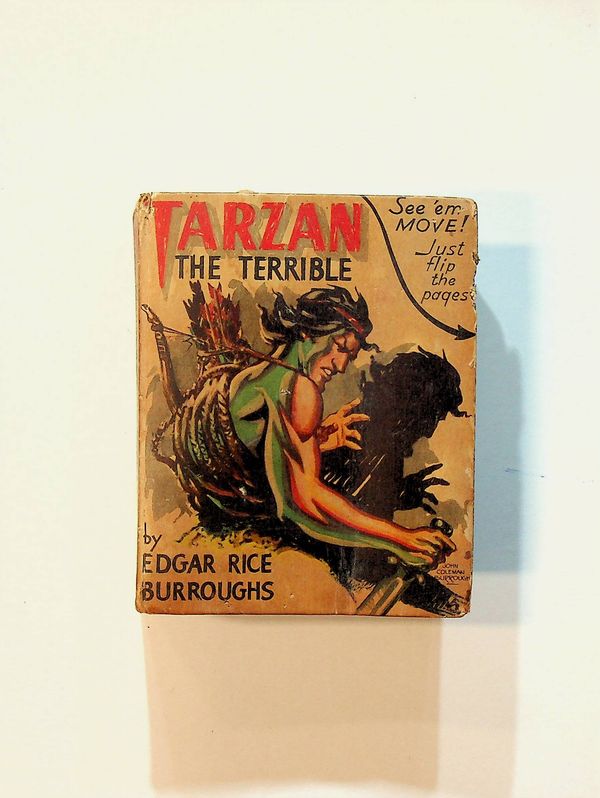 TARZAN
THE TERRIBLE
See 'em
MOVE!
Just
flip
the
pages
by
EDGAR RICE
BURROUGHS
JOHN
COLEMAN
BURROUGHS